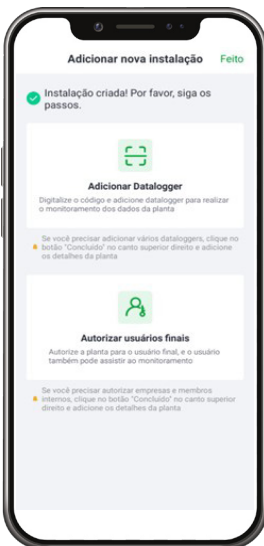 Adicionar nova instalação Feito
Instalação criada! Por favor, siga os
passos.
Adicionar Datalogger
Digitalize o código e adicione datalogger para realizar
o monitoramento dos dados da planta
Se você precisar adicionar vários dataloggers, clique no
botão "Concluído" no canto superior direito e adicione
os detalhes da planta
Autorizar usuários finais
Autorize a planta para o usuário final, e o usuário
também pode assistir ao monitoramento
Se você precisar autorizar empresas e membros
internos, clique no botão "Concluído" no canto superior
direito e adicione os detalhes da planta